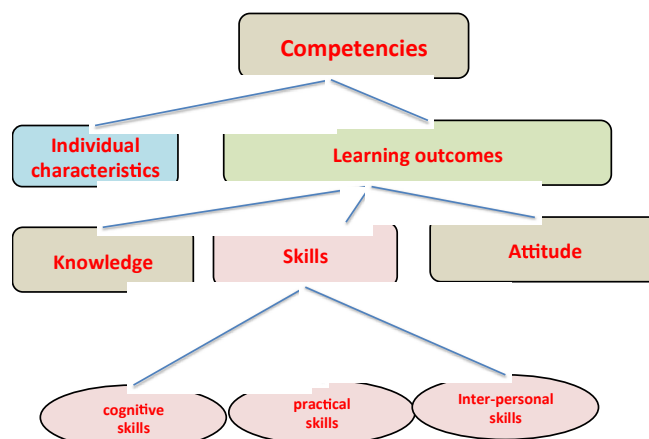 Competencies
Individual
characteristics
Learning outcomes
Knowledge
Skills
Attitude
cognitive
skills
practical
skills
Inter-personal
skills